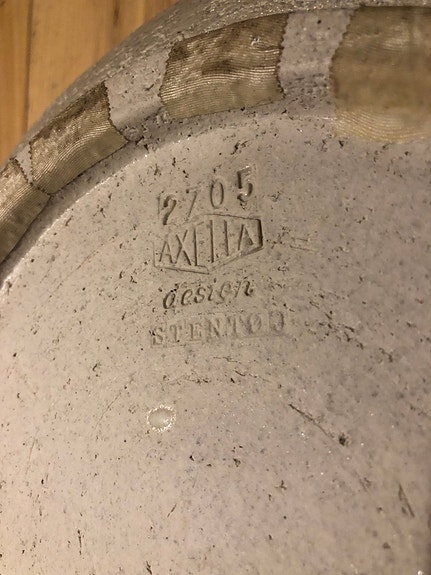 2705
AXELLA
design
STENTØJ